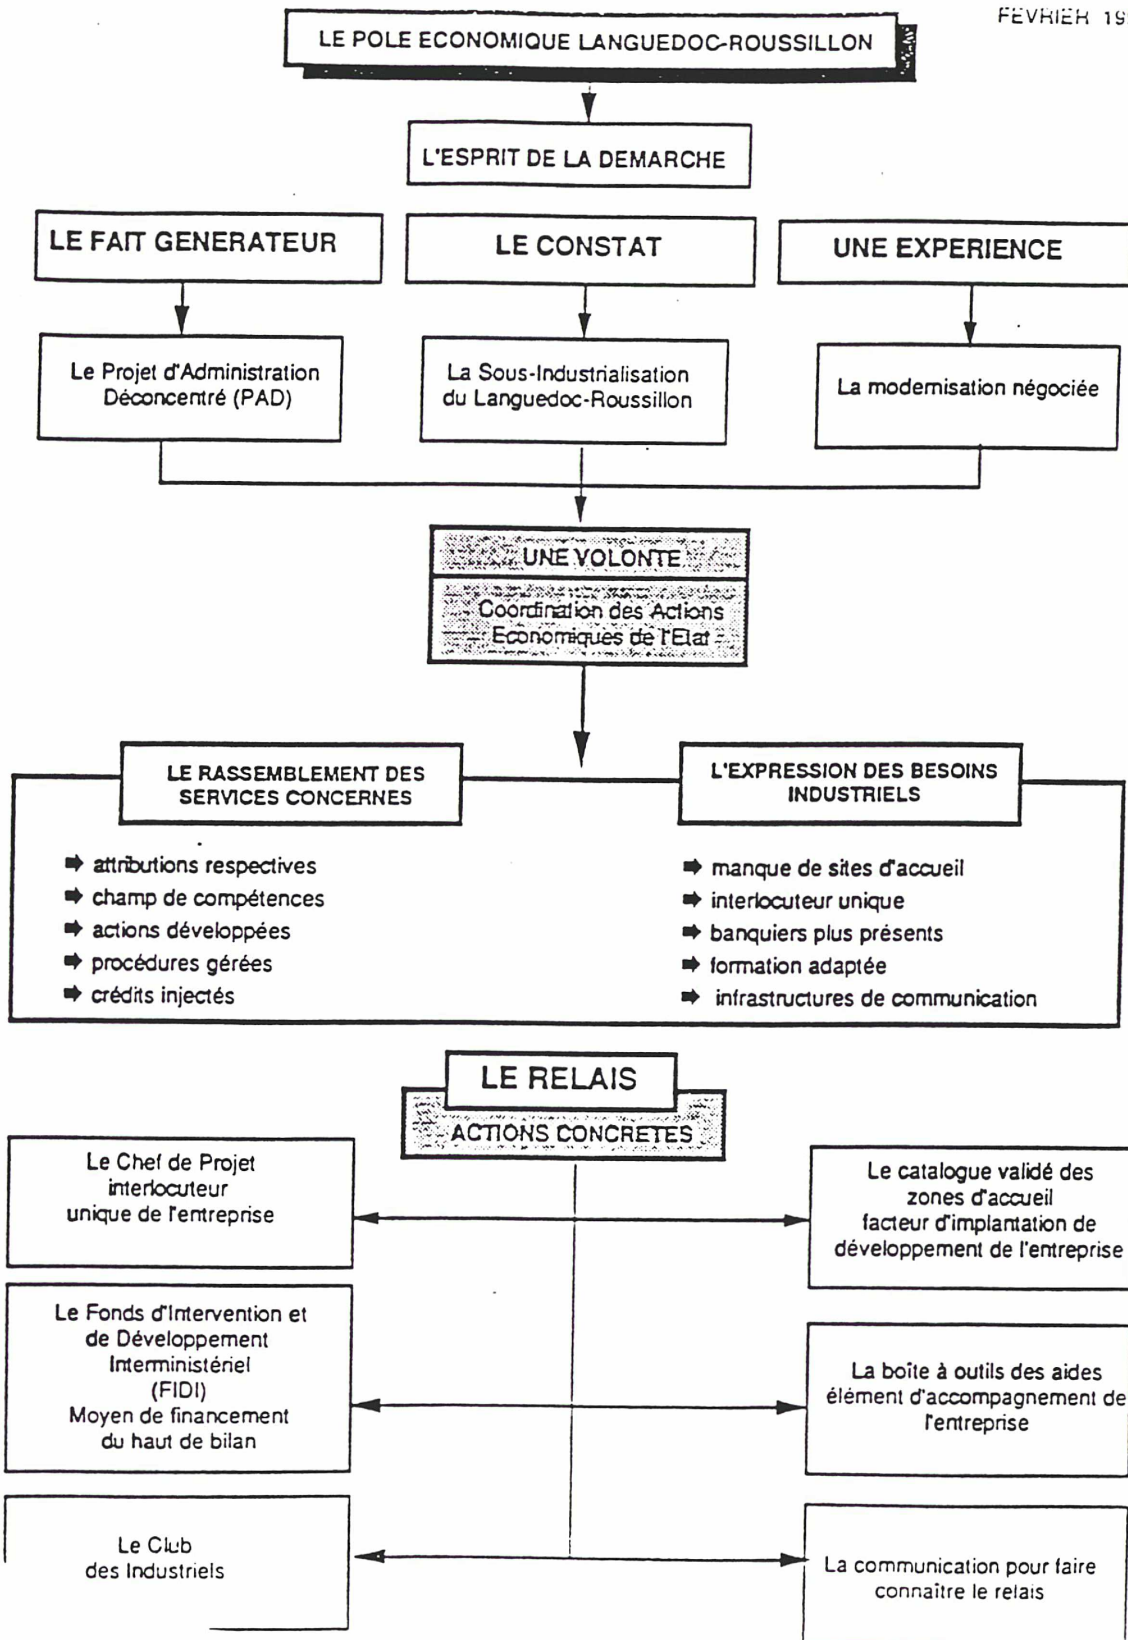 FEVRIER 19
LE POLE ECONOMIQUE LANGUEDOC-ROUSSILLON
L'ESPRIT DE LA DEMARCHE
LE FAIT GENERATEUR
LE CONSTAT
UNE EXPERIENCE
Le Projet d'Administration
Déconcentré (PAD)
La Sous-Industrialisation
du Languedoc-Roussillon
La modernisation négociée
UNE VOLONTE
Coordination des Actions
Economiques de l'Etat
LE RASSEMBLEMENT DES
SERVICES CONCERNES
➡ attributions respectives
➡ champ de compétences
➡ actions développées
➡ procédures gérées
➡ crédits injectés
L'EXPRESSION DES BESOINS
INDUSTRIELS
➡ manque de sites d'accueil
➡ interlocuteur unique
➡ banquiers plus présents
➡ formation adaptée
➡ infrastructures de communication
LE RELAIS
ACTIONS CONCRETES
Le Chef de Projet
interlocuteur
unique de l'entreprise
Le catalogue validé des
zones d'accueil
facteur d'implantation de
développement de l'entreprise
Le Fonds d'Intervention et
de Développement
Interministériel
(FIDI)
Moyen de financement
du haut de bilan
La boîte à outils des aides
élément d'accompagnement de
l'entreprise
Le Club
des Industriels
La communication pour faire
connaître le relais